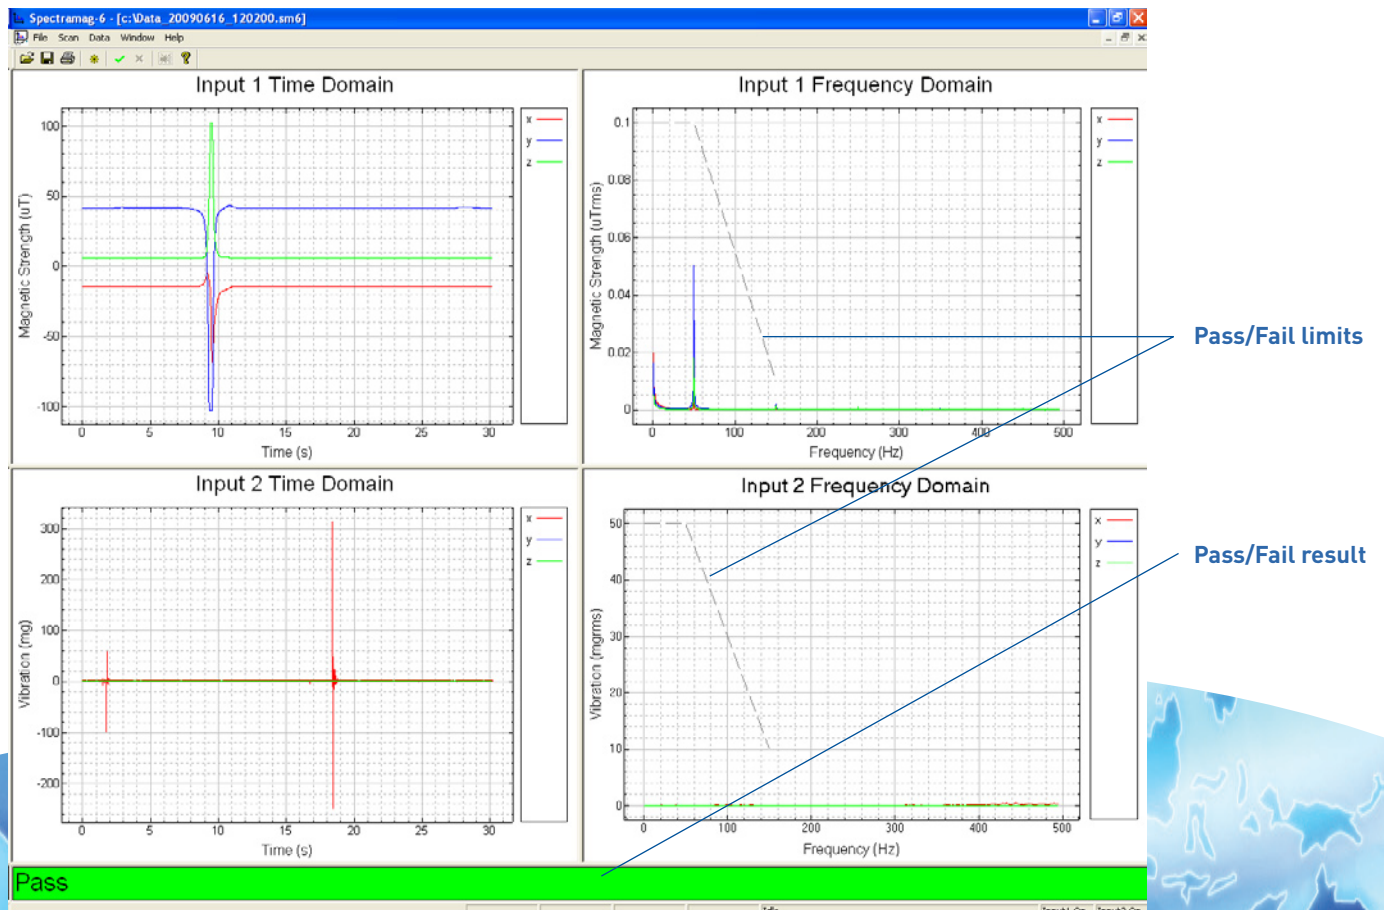 Spectramag-6 - [c:\Data_20090616_120200.sm6]
File Scan Data Window Help
Input 1 Time Domain
Magnetic Strength (uT)
100
50
0
-50
-100
0 5 10 15 20 25 30
Time (s)
x
y
z
Input 1 Frequency Domain
Magnetic Strength (uTrms)
0.1
0.08
0.06
0.04
0.02
0
0 100 200 300 400 500
Frequency (Hz)
x
y
z
Pass/Fail limits
Input 2 Time Domain
Vibration (mg)
300
200
100
0
-100
-200
0 5 10 15 20 25 30
Time (s)
x
y
z
Input 2 Frequency Domain
Vibration (mgrms)
50
40
30
20
10
0
0 100 200 300 400 500
Frequency (Hz)
x
y
z
Pass/Fail result
Pass